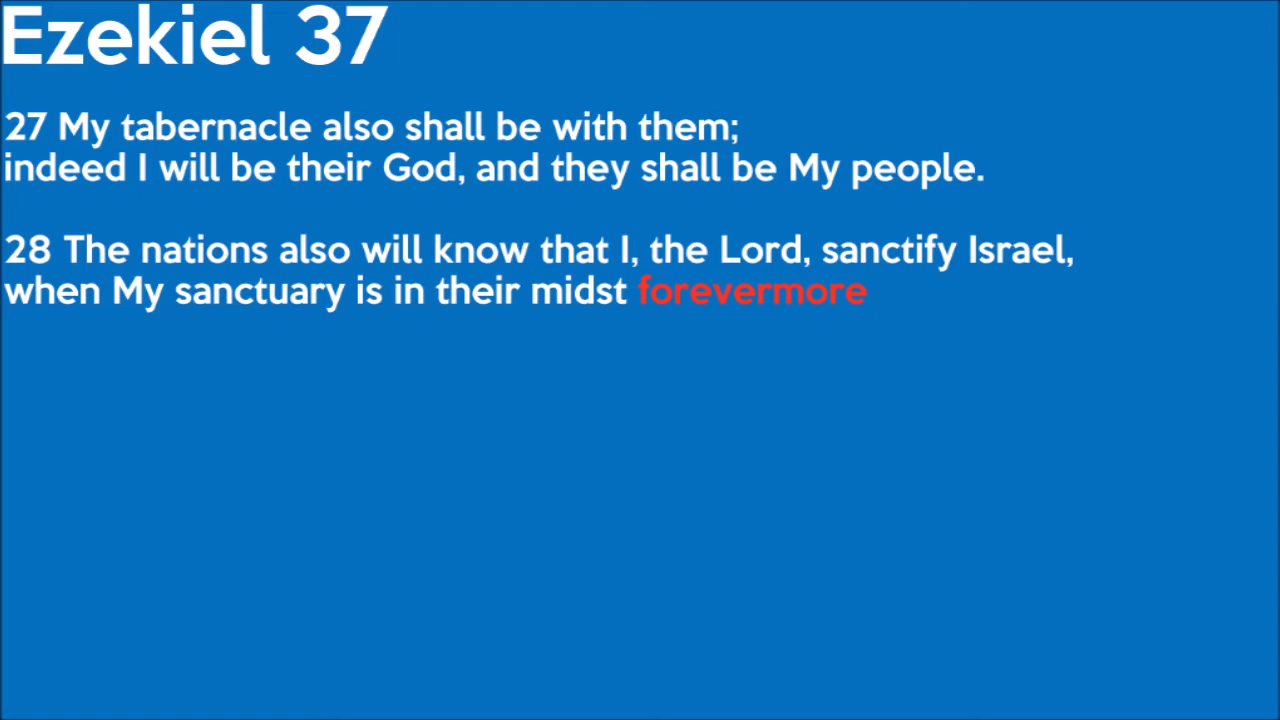 Ezekiel 37
27 My tabernacle also shall be with them;
indeed I will be their God, and they shall be My people.
28 The nations also will know that I, the Lord, sanctify Israel,
when My sanctuary is in their midst forevermore